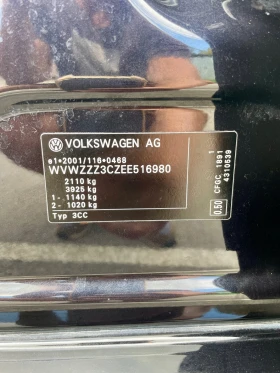 VOLKSWAGEN AG
e1*2001/116*0468
WVWZZZ3CZEE516980
2110 kg
3925 kg
1- 1140 kg
2- 1020 kg
Typ 3CC
CFGC 1891
4310539
0.50